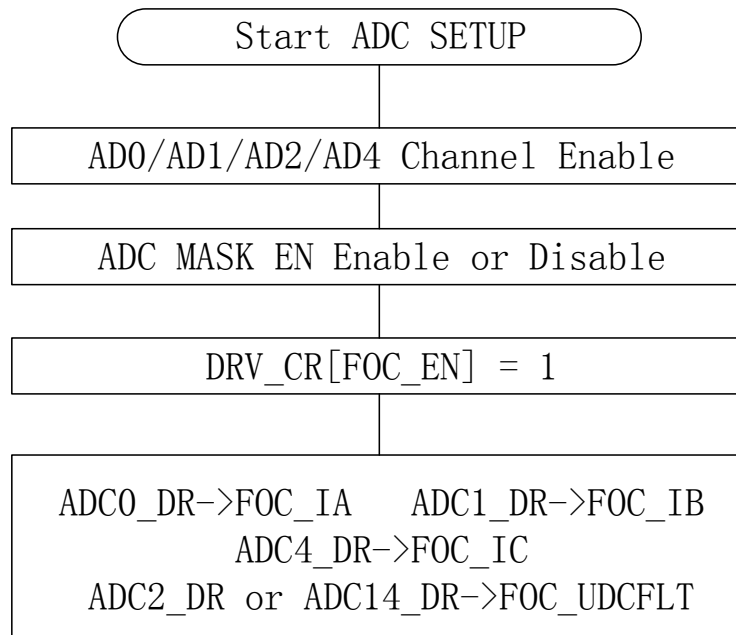 Start ADC SETUP
AD0/AD1/AD2/AD4 Channel Enable
ADC MASK EN Enable or Disable
DRV_CR[FOC_EN] = 1
ADC0_DR->FOC_IA ADC1_DR->FOC_IB
ADC4_DR->FOC_IC
ADC2_DR or ADC14_DR->FOC_UDCFLT